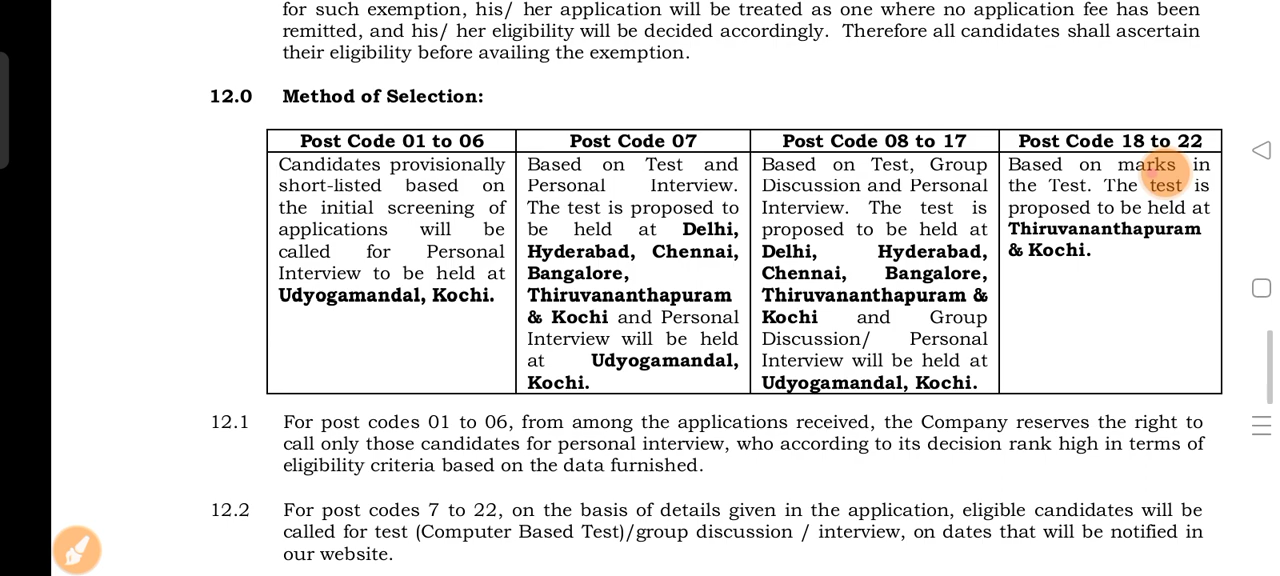 for such exemption, his/ her application will be treated as one where no application fee has been
remitted, and his/ her eligibility will be decided accordingly. Therefore all candidates shall ascertain
their eligibility before availing the exemption.
12.0 Method of Selection:
Post Code 01 to 06
Candidates provisionally
short-listed based on
the initial screening of
applications will be
called for Personal
Interview to be held at
Udyogamandal, Kochi.
Post Code 07
Based on Test and
Personal Interview.
The test is proposed to
be held at Delhi,
Hyderabad, Chennai,
Bangalore,
Thiruvananthapuram
& Kochi and Personal
Interview will be held
at Udyogamandal,
Kochi.
Post Code 08 to 17
Based on Test, Group
Discussion and Personal
Interview. The test is
proposed to be held at
Delhi, Hyderabad,
Chennai, Bangalore,
Thiruvananthapuram &
Kochi and Group
Discussion/ Personal
Interview will be held at
Udyogamandal, Kochi.
Post Code 18 to 22
Based on marks in
the Test. The test is
proposed to be held at
Thiruvananthapuram
& Kochi.
12.1 For post codes 01 to 06, from among the applications received, the Company reserves the right to
call only those candidates for personal interview, who according to its decision rank high in terms of
eligibility criteria based on the data furnished.
12.2 For post codes 7 to 22, on the basis of details given in the application, eligible candidates will be
called for test (Computer Based Test)/group discussion / interview, on dates that will be notified in
our website.